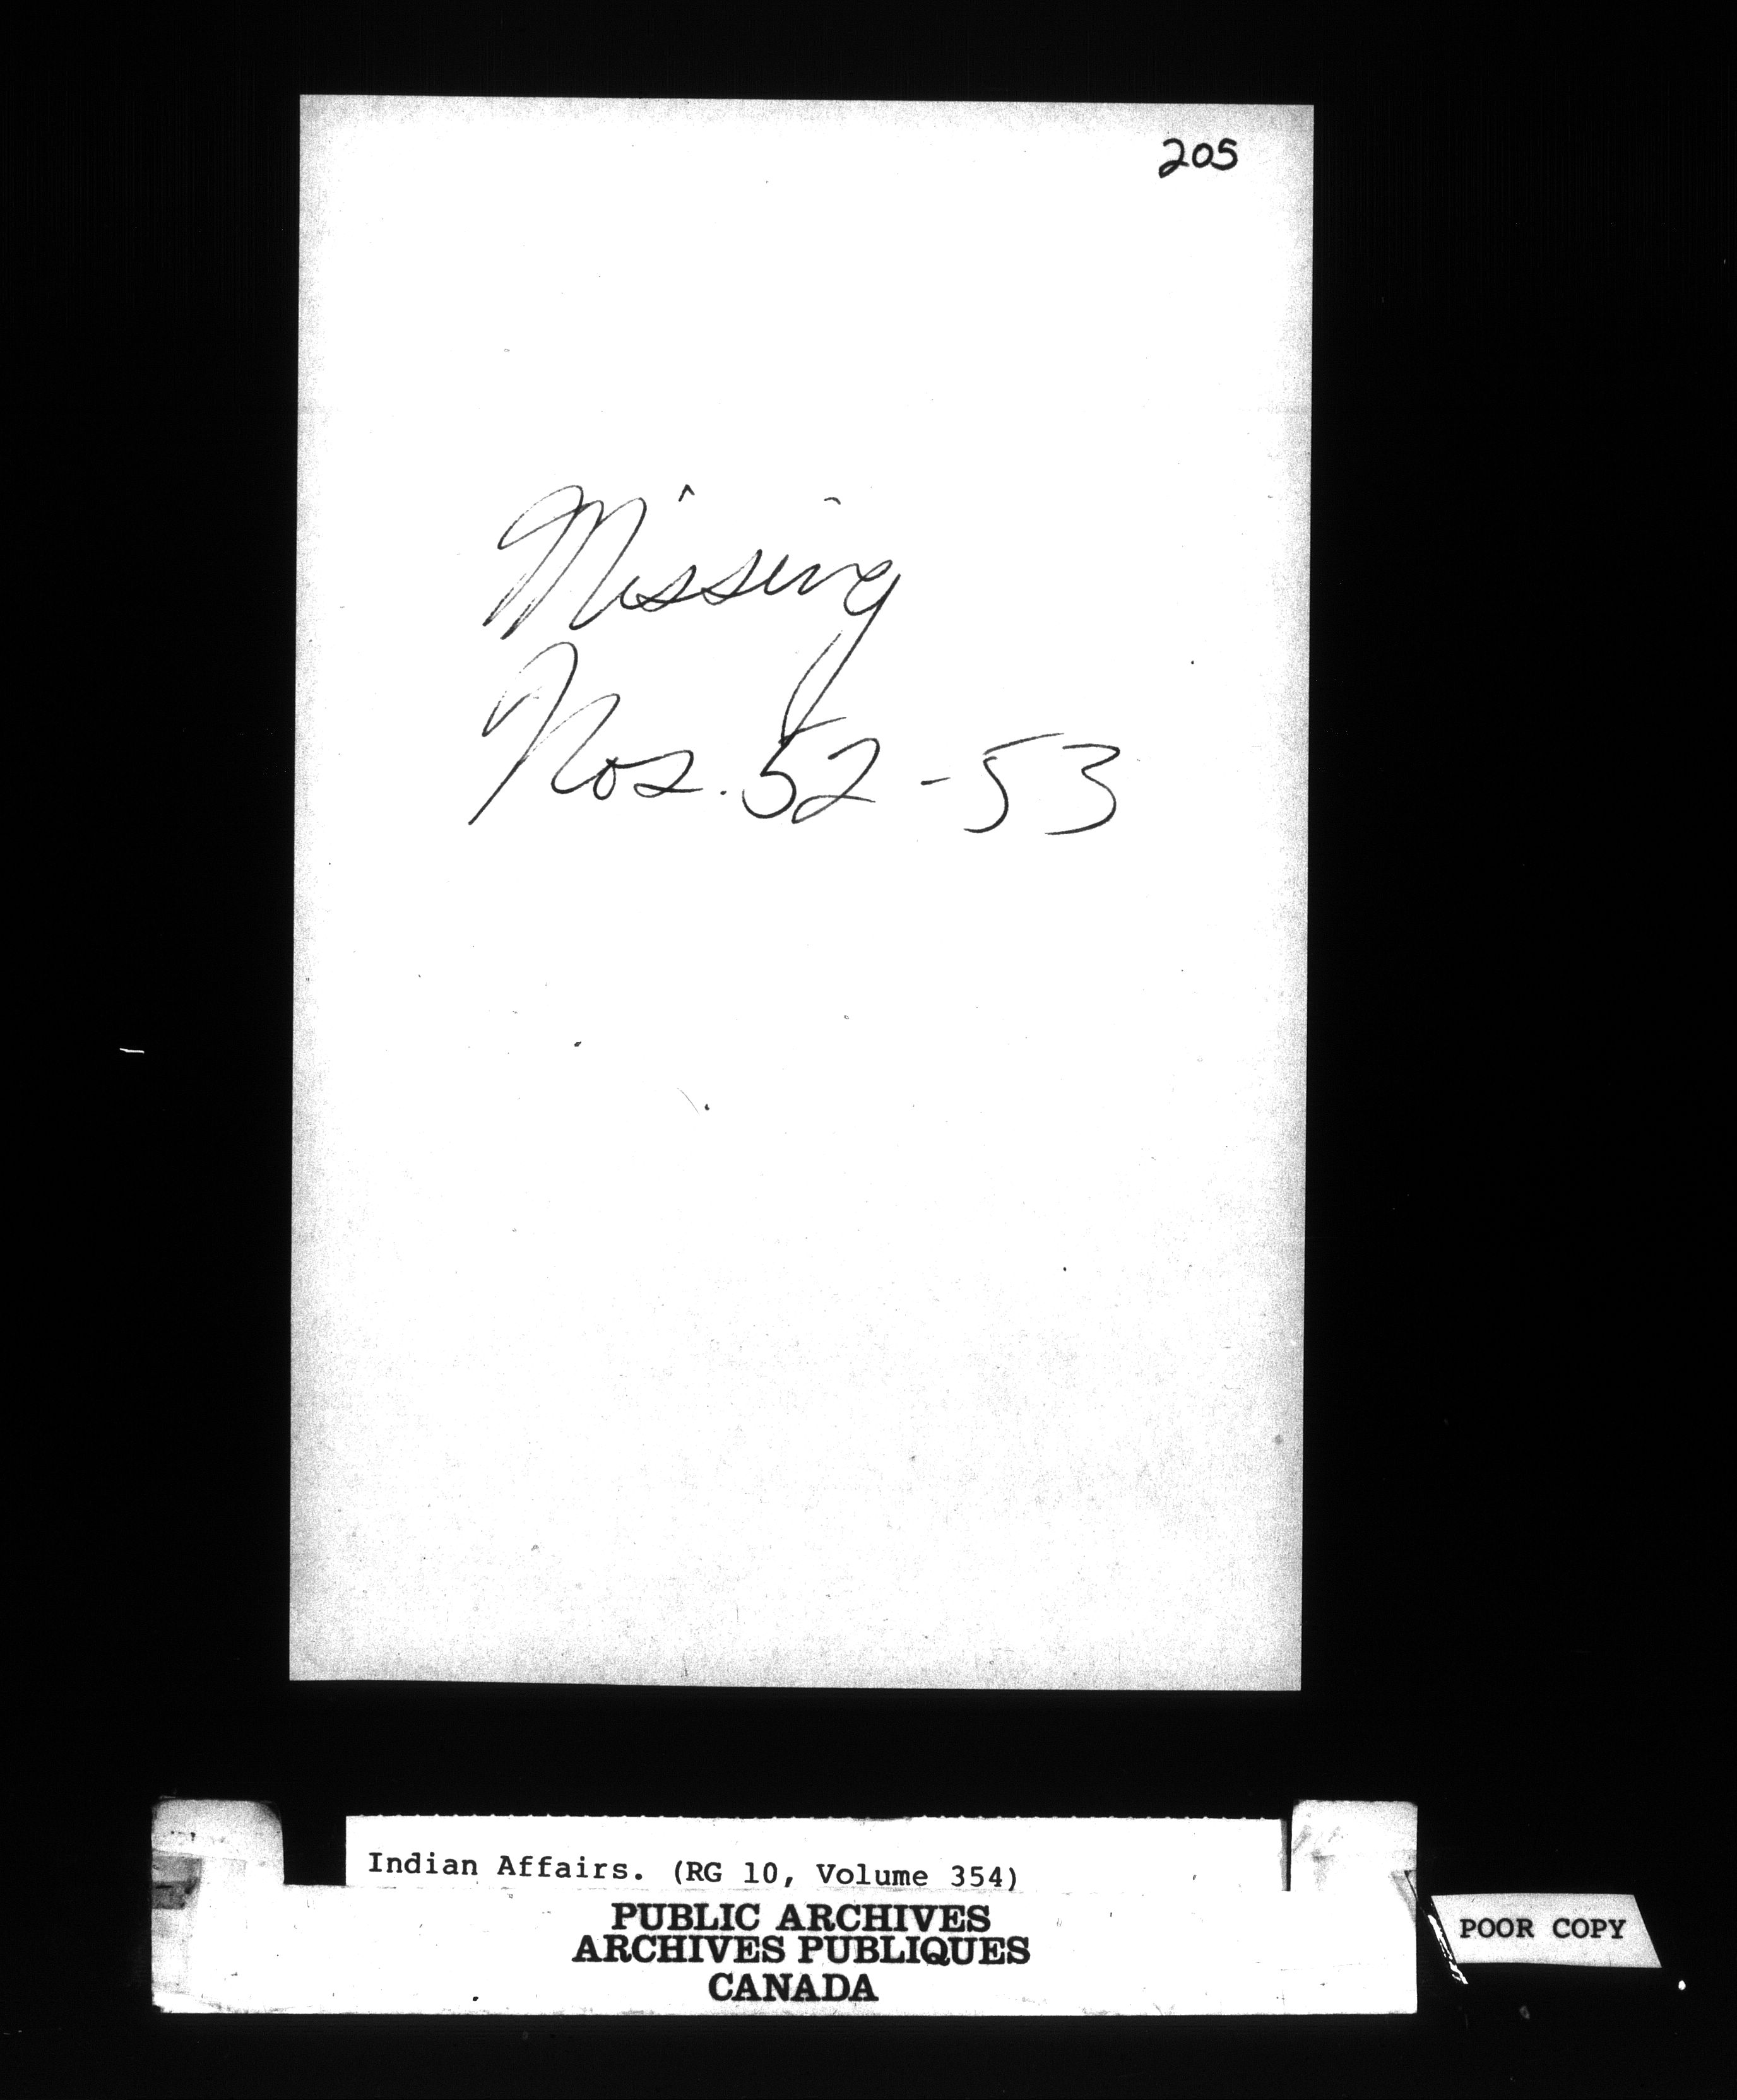 205
Missing
Nos. 52-53
Indian Affairs. (RG 10, Volume 354)
PUBLIC ARCHIVES
ARCHIVES PUBLIQUES
CANADA
POOR COPY